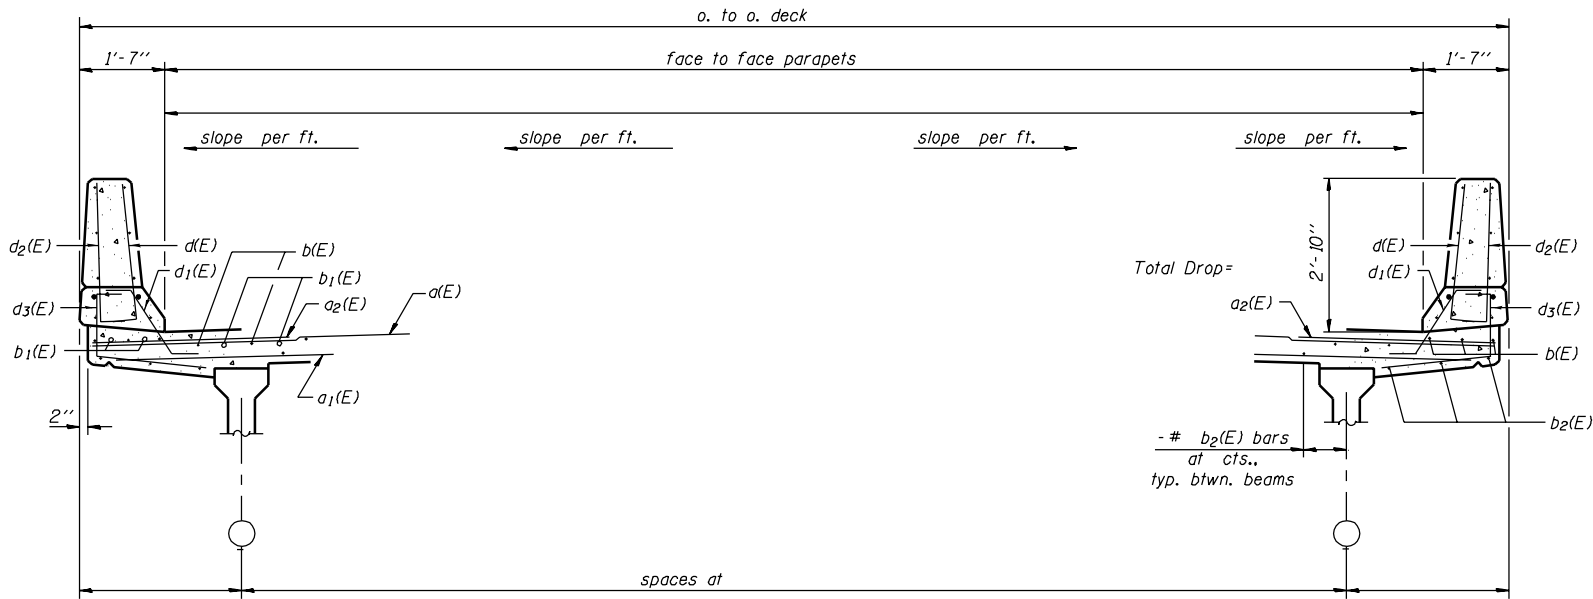 o. to o. deck
1'-7" face to face parapets 1'-7"
slope per ft. slope per ft. slope per ft. slope per ft.
d2(E) d(E) b(E) d(E) d2(E)
d1(E) b1(E) Total Drop= 2'-10" d1(E)
d3(E) a2(E) a(E) a2(E) d3(E)
b1(E) b(E)
a1(E)
2" b2(E)
- # b2(E) bars
at cts.,
typ. btwn. beams
spaces at